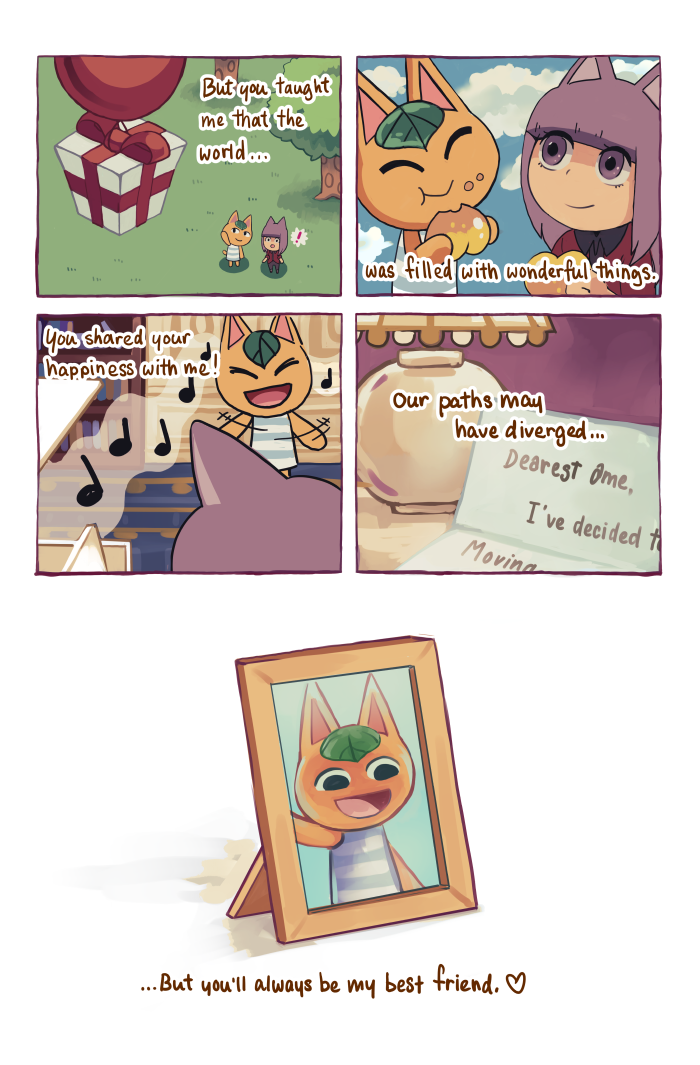 But you taught
me that the
world...
!
was filled with wonderful things.
You shared your
happiness with me!
Our paths may
have diverged...
Dearest Ame,
I've decided
Moving
...But you'll always be my best friend. ♡